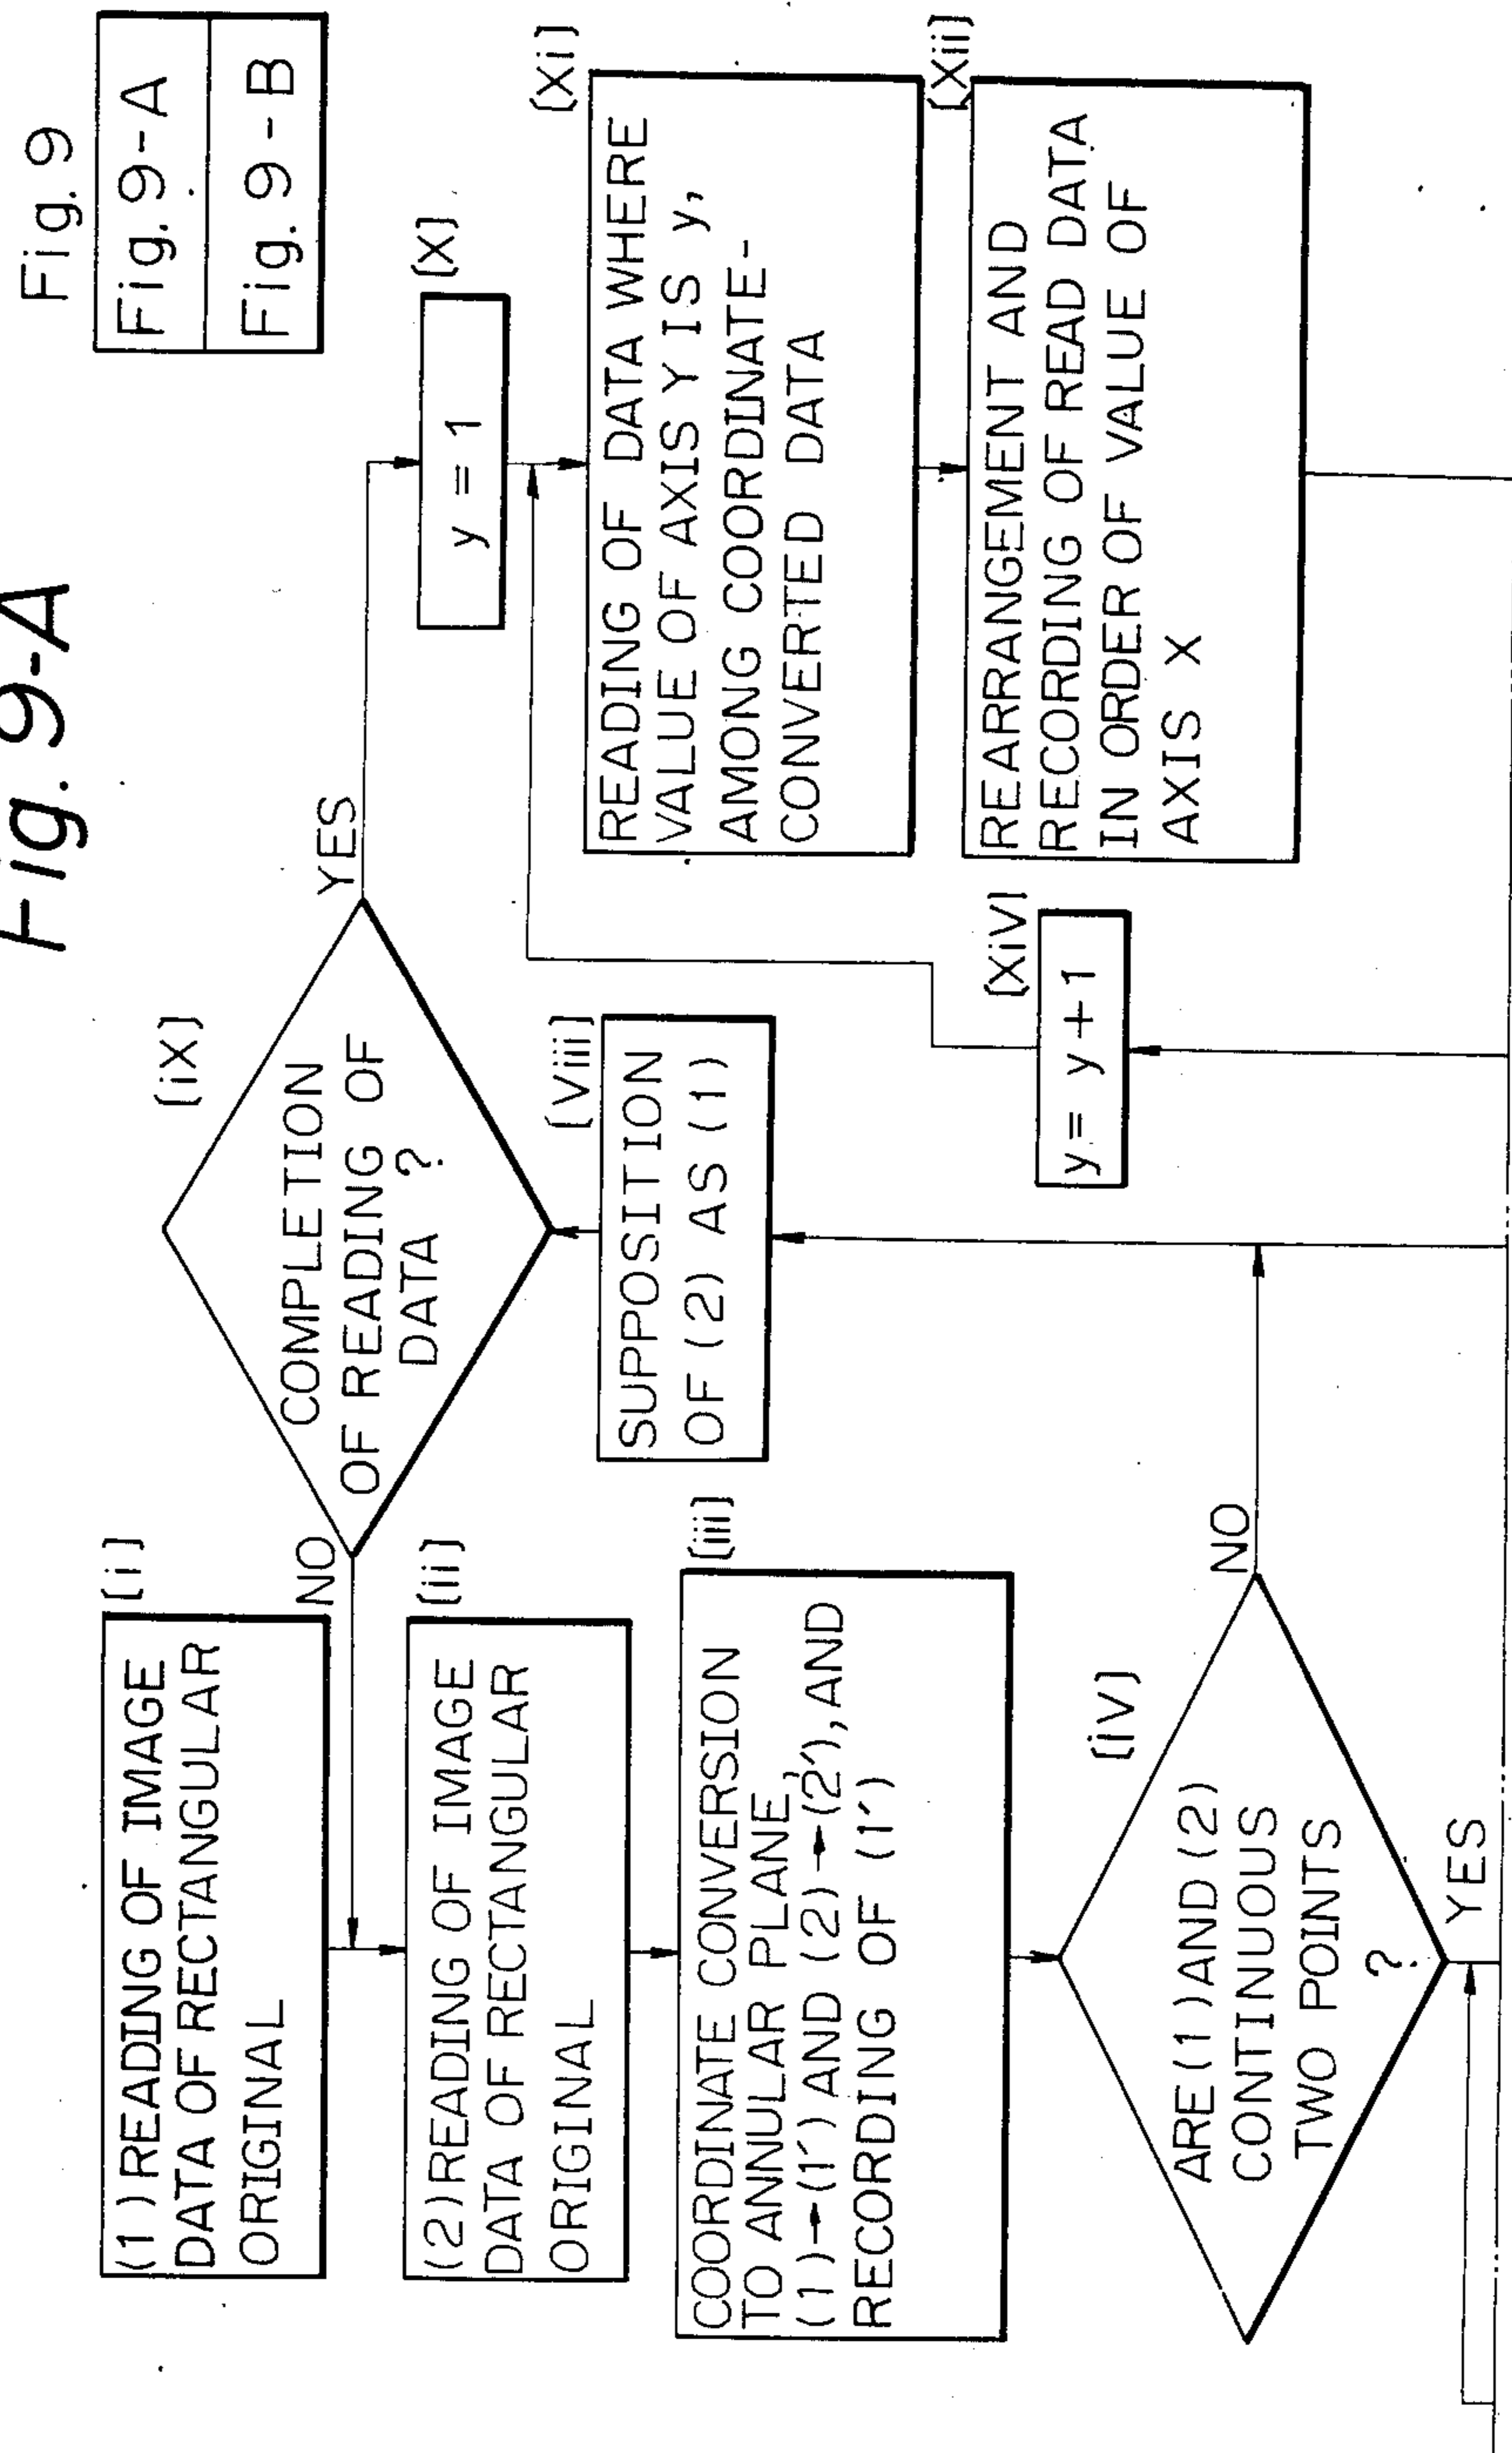 Fig. 9-A
Fig. 9
Fig. 9-A
Fig. 9-B
[i]
(1) READING OF IMAGE
DATA OF RECTANGULAR
ORIGINAL
NO
[ii]
(2) READING OF IMAGE
DATA OF RECTANGULAR
ORIGINAL
[iii]
COORDINATE CONVERSION
TO ANNULAR PLANE,
(1)→(1') AND (2)→(2'), AND
RECORDING OF (1')
[iV]
ARE (1) AND (2)
CONTINUOUS
TWO POINTS
?
NO
YES
[iX]
COMPLETION
OF READING OF
DATA ?
YES
[Viii]
SUPPOSITION
OF (2) AS (1)
[XiV]
y = y + 1
[X]
y = 1
[Xi]
READING OF DATA WHERE
VALUE OF AXIS Y IS y,
AMONG COORDINATE-
CONVERTED DATA
[Xii]
REARRANGEMENT AND
RECORDING OF READ DATA
IN ORDER OF VALUE OF
AXIS X